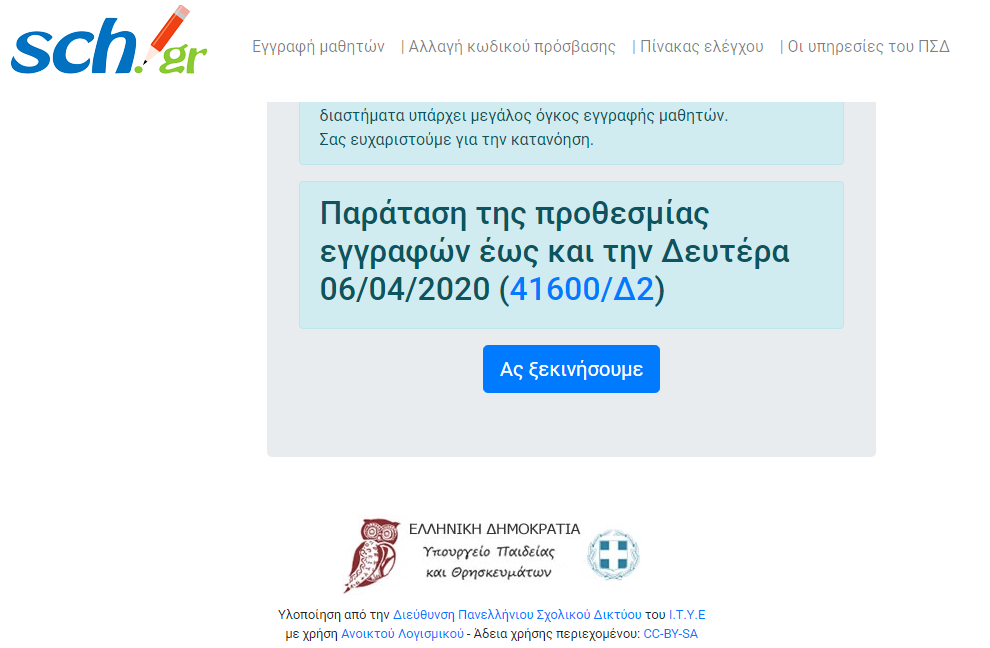 sch.gr
Εγγραφή μαθητών | Αλλαγή κωδικού πρόσβασης | Πίνακας ελέγχου | Οι υπηρεσίες του ΠΣΔ
διαστήματα υπάρχει μεγάλος όγκος εγγραφής μαθητών.
Σας ευχαριστούμε για την κατανόηση.
Παράταση της προθεσμίας
εγγραφών έως και την Δευτέρα
06/04/2020 (41600/Δ2)
Ας ξεκινήσουμε
ΕΛΛΗΝΙΚΗ ΔΗΜΟΚΡΑΤΙΑ
Υπουργείο Παιδείας
και Θρησκευμάτων
Υλοποίηση από την Διεύθυνση Πανελλήνιου Σχολικού Δικτύου του Ι.Τ.Υ.Ε
με χρήση Ανοικτού Λογισμικού - Άδεια χρήσης περιεχομένου: CC-BY-SA